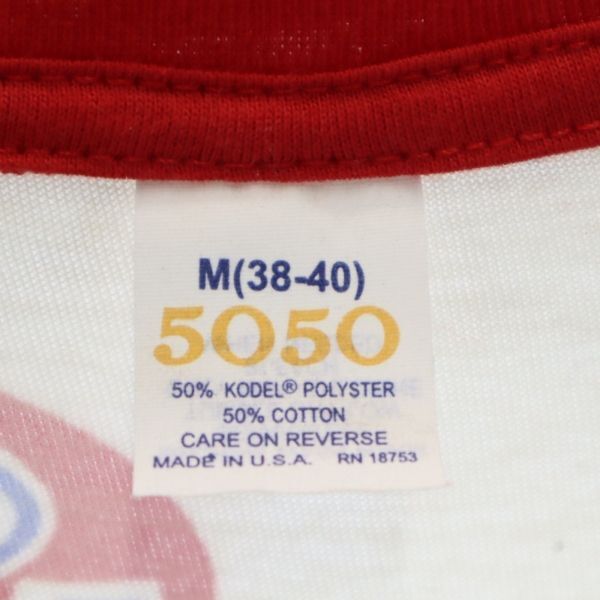 M(38-40)
5050
50% KODEL® POLYSTER
50% COTTON
CARE ON REVERSE
MADE IN U.S.A. RN 18753